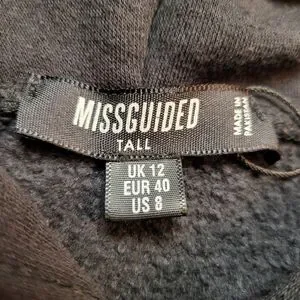 MISSGUIDED
TALL
MADE IN
PAKISTAN
UK 12
EUR 40
US 8